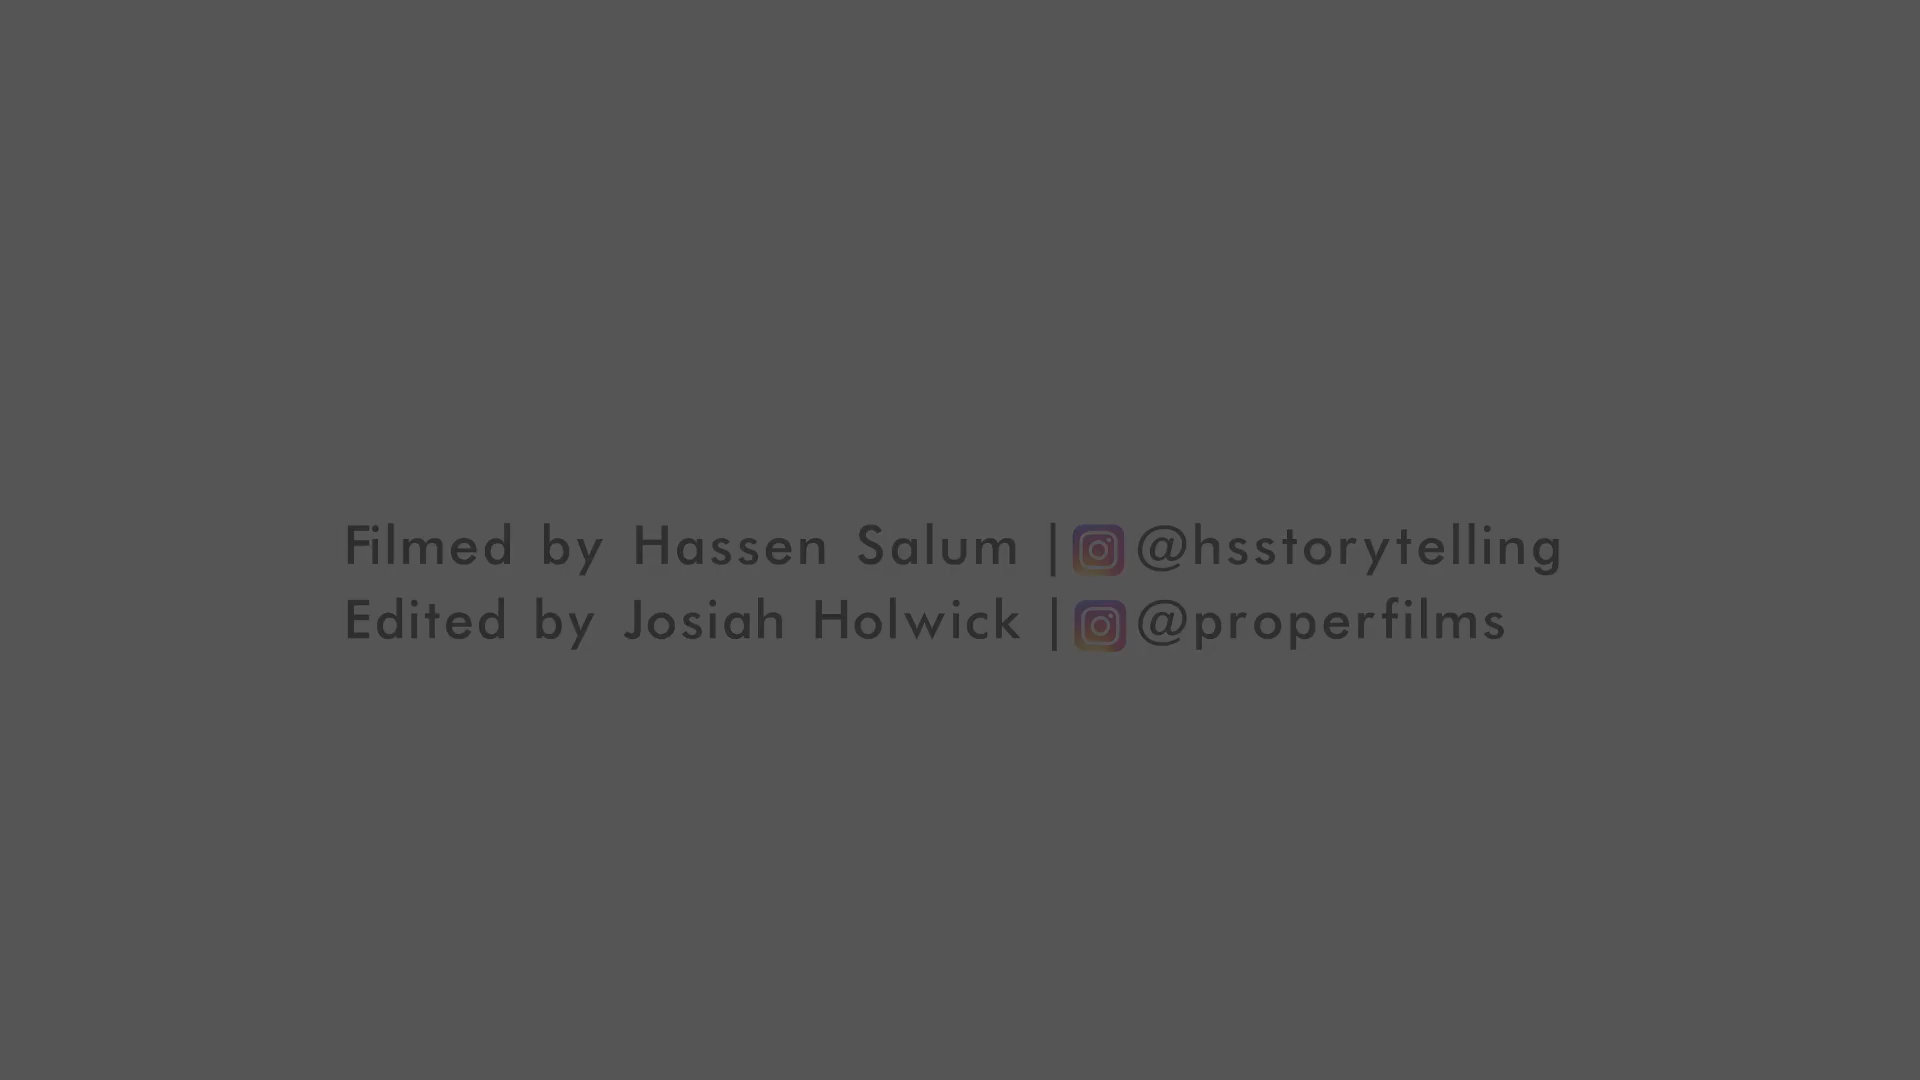 Filmed by Hassen Salum | @hsstorytelling
Edited by Josiah Holwick | @properfilms